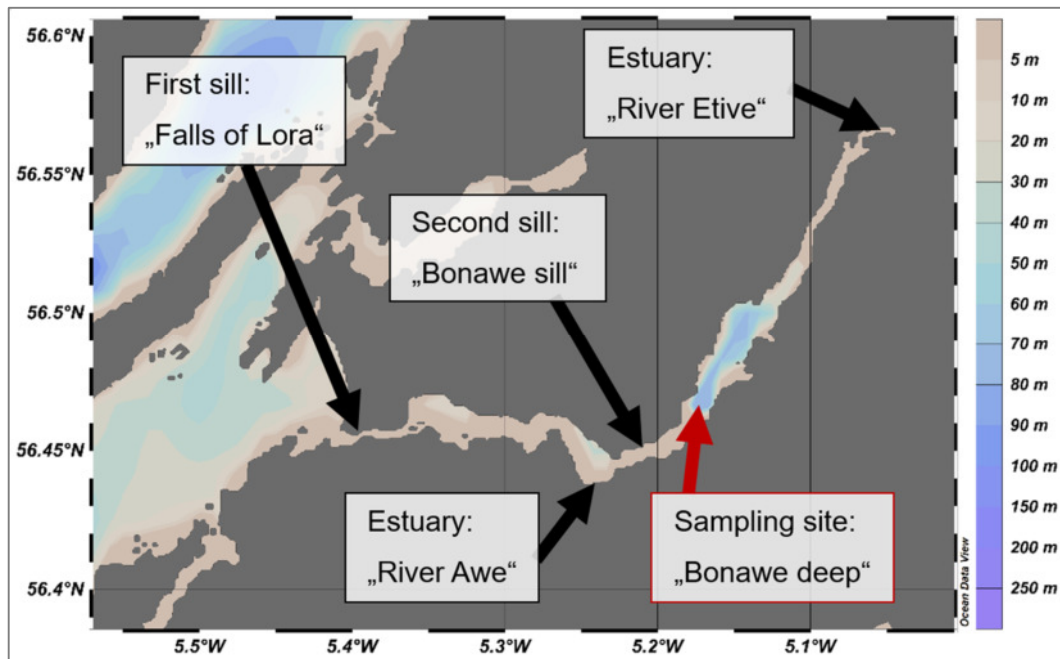 56.6°N
56.55°N
56.5°N
56.45°N
56.4°N
First sill:
„Falls of Lora“
Estuary:
„River Etive“
Second sill:
„Bonawe sill“
Estuary:
„River Awe“
Sampling site:
„Bonawe deep“
5.5°W
5.4°W
5.3°W
5.2°W
5.1°W
5 m
10 m
20 m
30 m
40 m
50 m
60 m
70 m
80 m
90 m
100 m
150 m
200 m
250 m
Ocean Data View